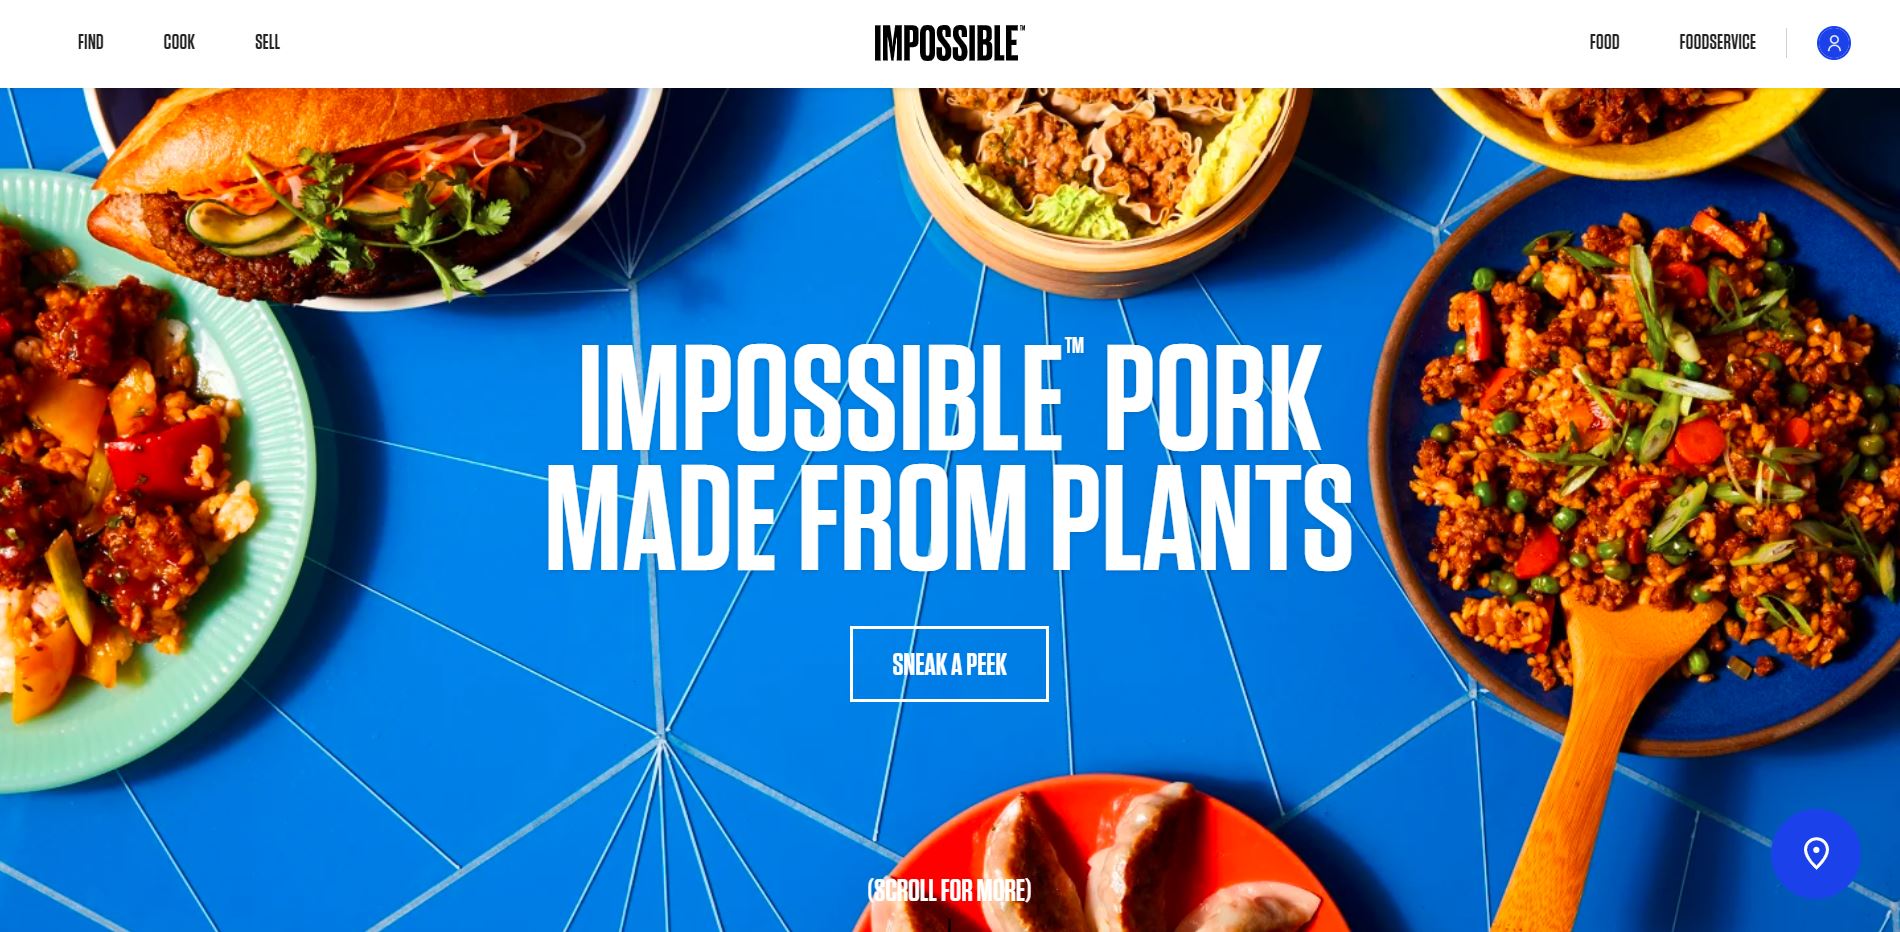 FIND
COOK
SELL
IMPOSSIBLE™
FOOD
FOODSERVICE
IMPOSSIBLE™ PORK
MADE FROM PLANTS
SNEAK A PEEK
(SCROLL FOR MORE)